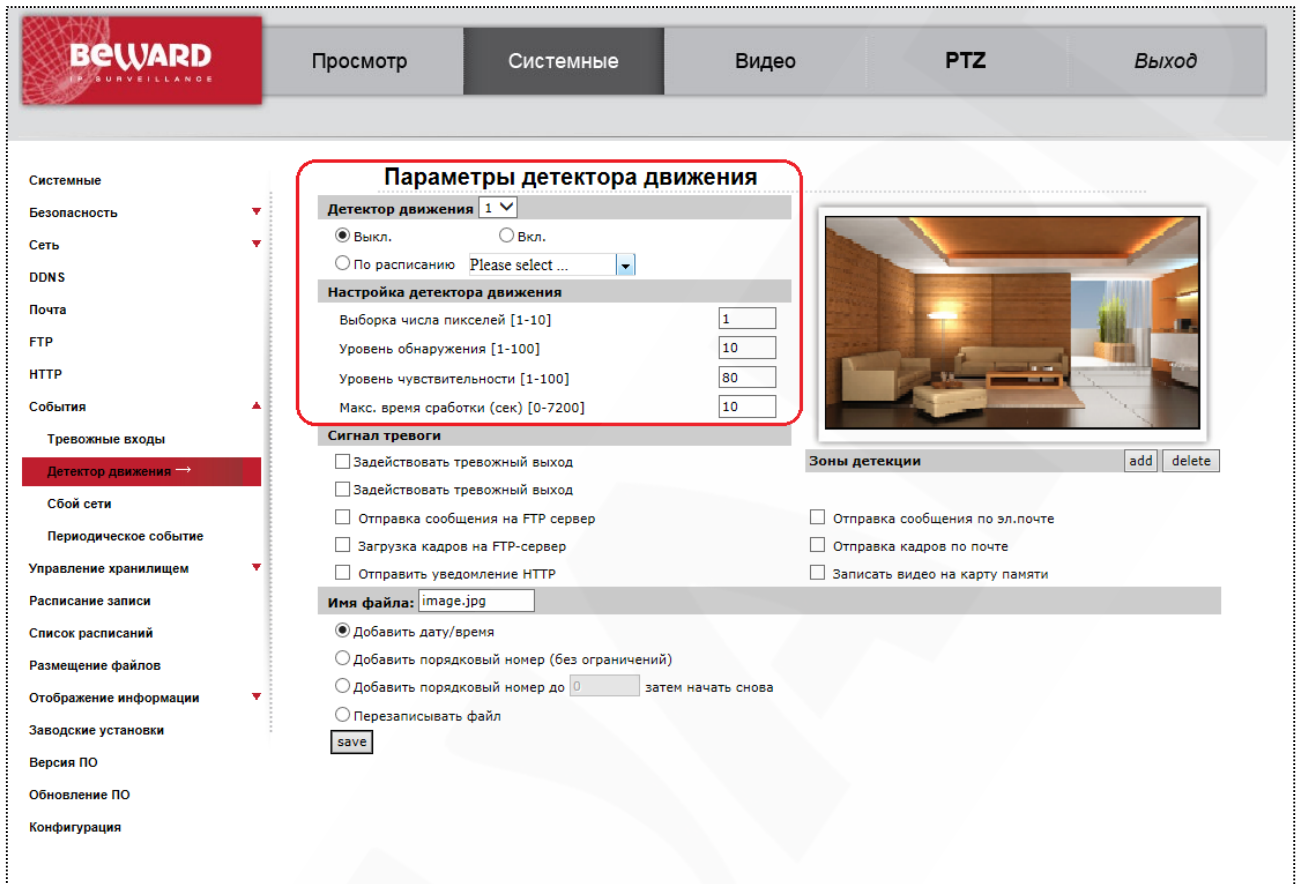 BEWARD
IP SURVEILLANCE
Просмотр
Системные
Видео
PTZ
Выход
Системные
Безопасность
Сеть
DDNS
Почта
FTP
HTTP
События
Тревожные входы
Детектор движения →
Сбой сети
Периодическое событие
Управление хранилищем
Расписание записи
Список расписаний
Размещение файлов
Отображение информации
Заводские установки
Версия ПО
Обновление ПО
Конфигурация
Параметры детектора движения
Детектор движения 1
Выкл. Вкл.
По расписанию Please select ...
Настройка детектора движения
Выборка числа пикселей [1-10] 1
Уровень обнаружения [1-100] 10
Уровень чувствительности [1-100] 80
Макс. время сработки (сек) [0-7200] 10
Сигнал тревоги
Зоны детекции add delete
Задействовать тревожный выход
Задействовать тревожный выход
Отправка сообщения на FTP сервер
Отправка сообщения по эл.почте
Загрузка кадров на FTP-сервер
Отправка кадров по почте
Отправить уведомление HTTP
Записать видео на карту памяти
Имя файла: image.jpg
Добавить дату/время
Добавить порядковый номер (без ограничений)
Добавить порядковый номер до 0 затем начать снова
Перезаписывать файл
save